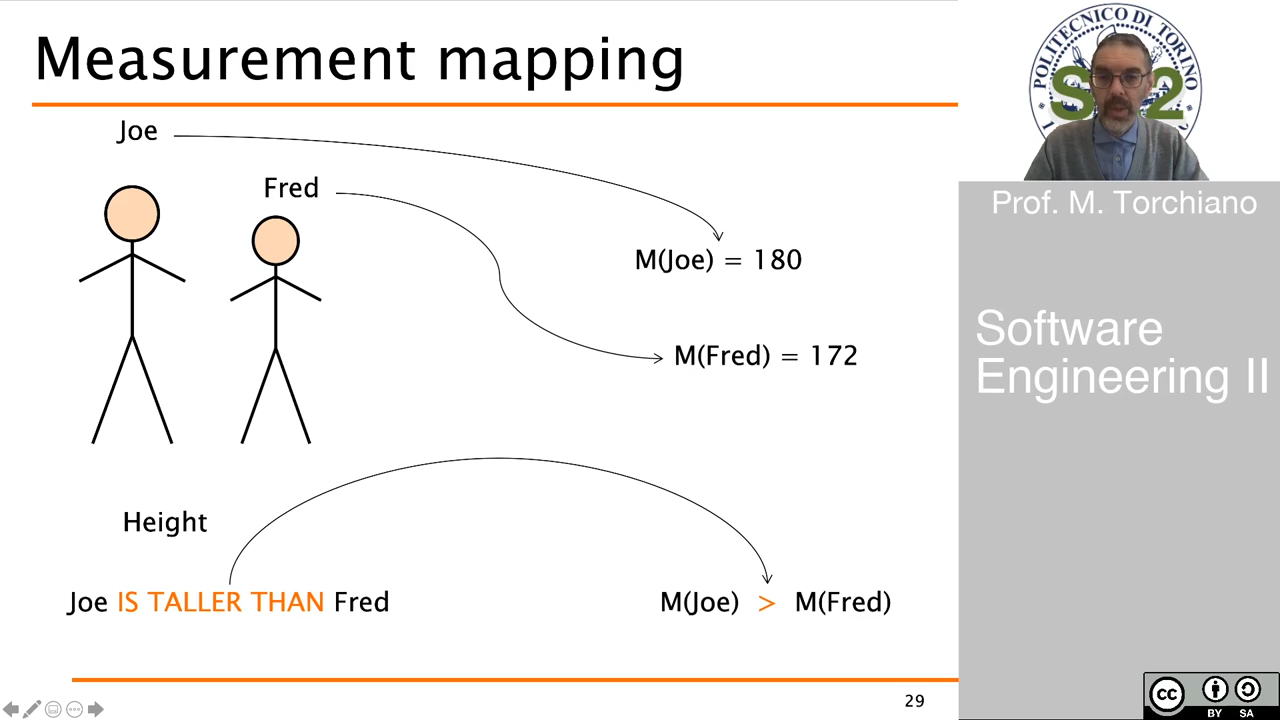 Measurement mapping
Joe
Fred
M(Joe) = 180
M(Fred) = 172
Height
Joe IS TALLER THAN Fred
M(Joe) > M(Fred)
29
POLITECNICO DI TORINO
Prof. M. Torchiano
Software
Engineering II
cc
BY SA